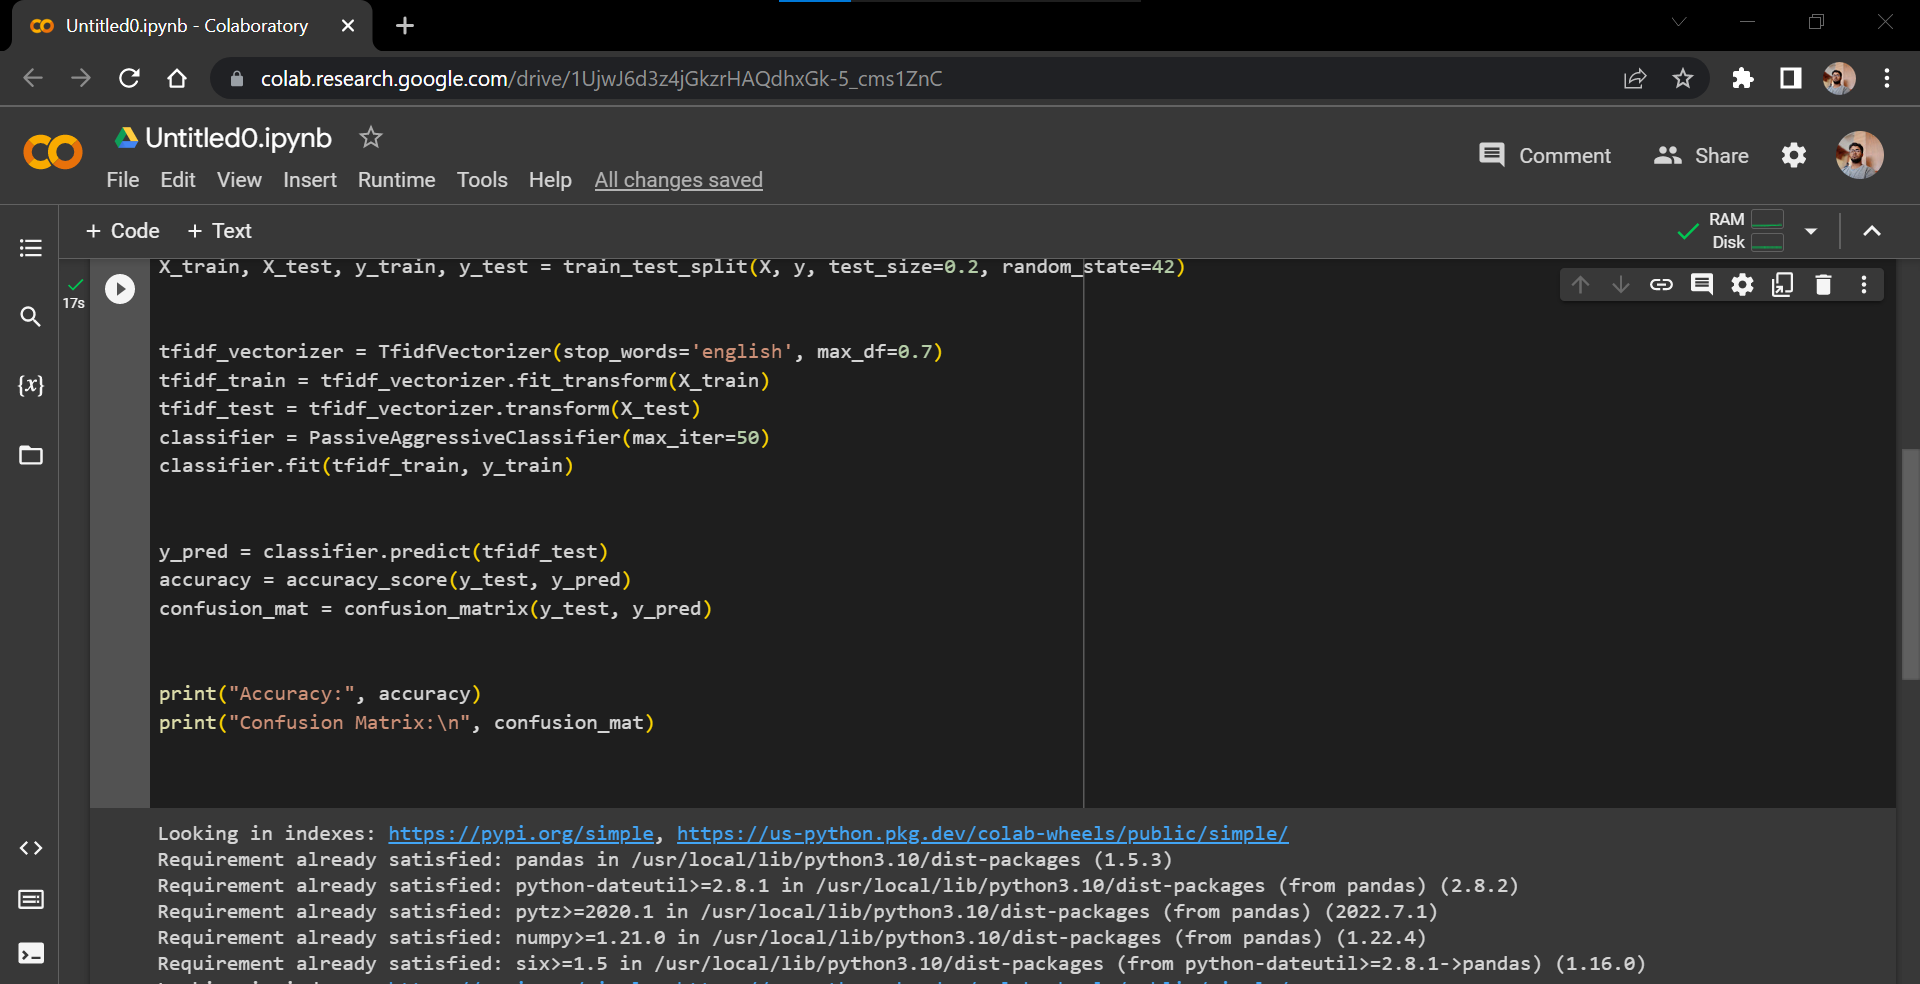 Untitled0.ipynb - Colaboratory
colab.research.google.com/drive/1UjwJ6d3z4jGkzrHAQdhxGk-5_cms1ZnC
CO
Untitled0.ipynb
Comment
Share
File Edit View Insert Runtime Tools Help All changes saved
+ Code + Text
RAM
Disk
17s
X_train, X_test, y_train, y_test = train_test_split(X, y, test_size=0.2, random_state=42)
tfidf_vectorizer = TfidfVectorizer(stop_words='english', max_df=0.7)
tfidf_train = tfidf_vectorizer.fit_transform(X_train)
tfidf_test = tfidf_vectorizer.transform(X_test)
classifier = PassiveAggressiveClassifier(max_iter=50)
classifier.fit(tfidf_train, y_train)
y_pred = classifier.predict(tfidf_test)
accuracy = accuracy_score(y_test, y_pred)
confusion_mat = confusion_matrix(y_test, y_pred)
print("Accuracy:", accuracy)
print("Confusion Matrix:\n", confusion_mat)
Looking in indexes: https://pypi.org/simple, https://us-python.pkg.dev/colab-wheels/public/simple/
Requirement already satisfied: pandas in /usr/local/lib/python3.10/dist-packages (1.5.3)
Requirement already satisfied: python-dateutil>=2.8.1 in /usr/local/lib/python3.10/dist-packages (from pandas) (2.8.2)
Requirement already satisfied: pytz>=2020.1 in /usr/local/lib/python3.10/dist-packages (from pandas) (2022.7.1)
Requirement already satisfied: numpy>=1.21.0 in /usr/local/lib/python3.10/dist-packages (from pandas) (1.22.4)
Requirement already satisfied: six>=1.5 in /usr/local/lib/python3.10/dist-packages (from python-dateutil>=2.8.1->pandas) (1.16.0)